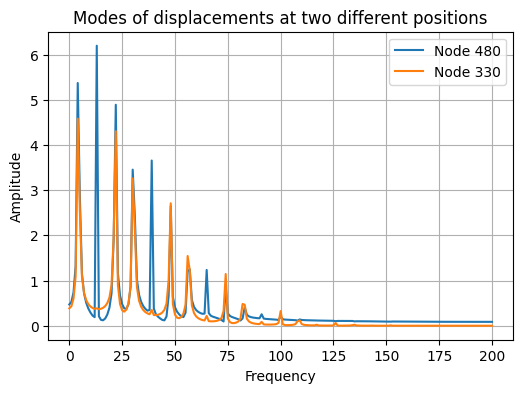 Modes of displacements at two different positions
Node 480
Node 330
Amplitude
6
5
4
3
2
1
0
0 25 50 75 100 125 150 175 200
Frequency